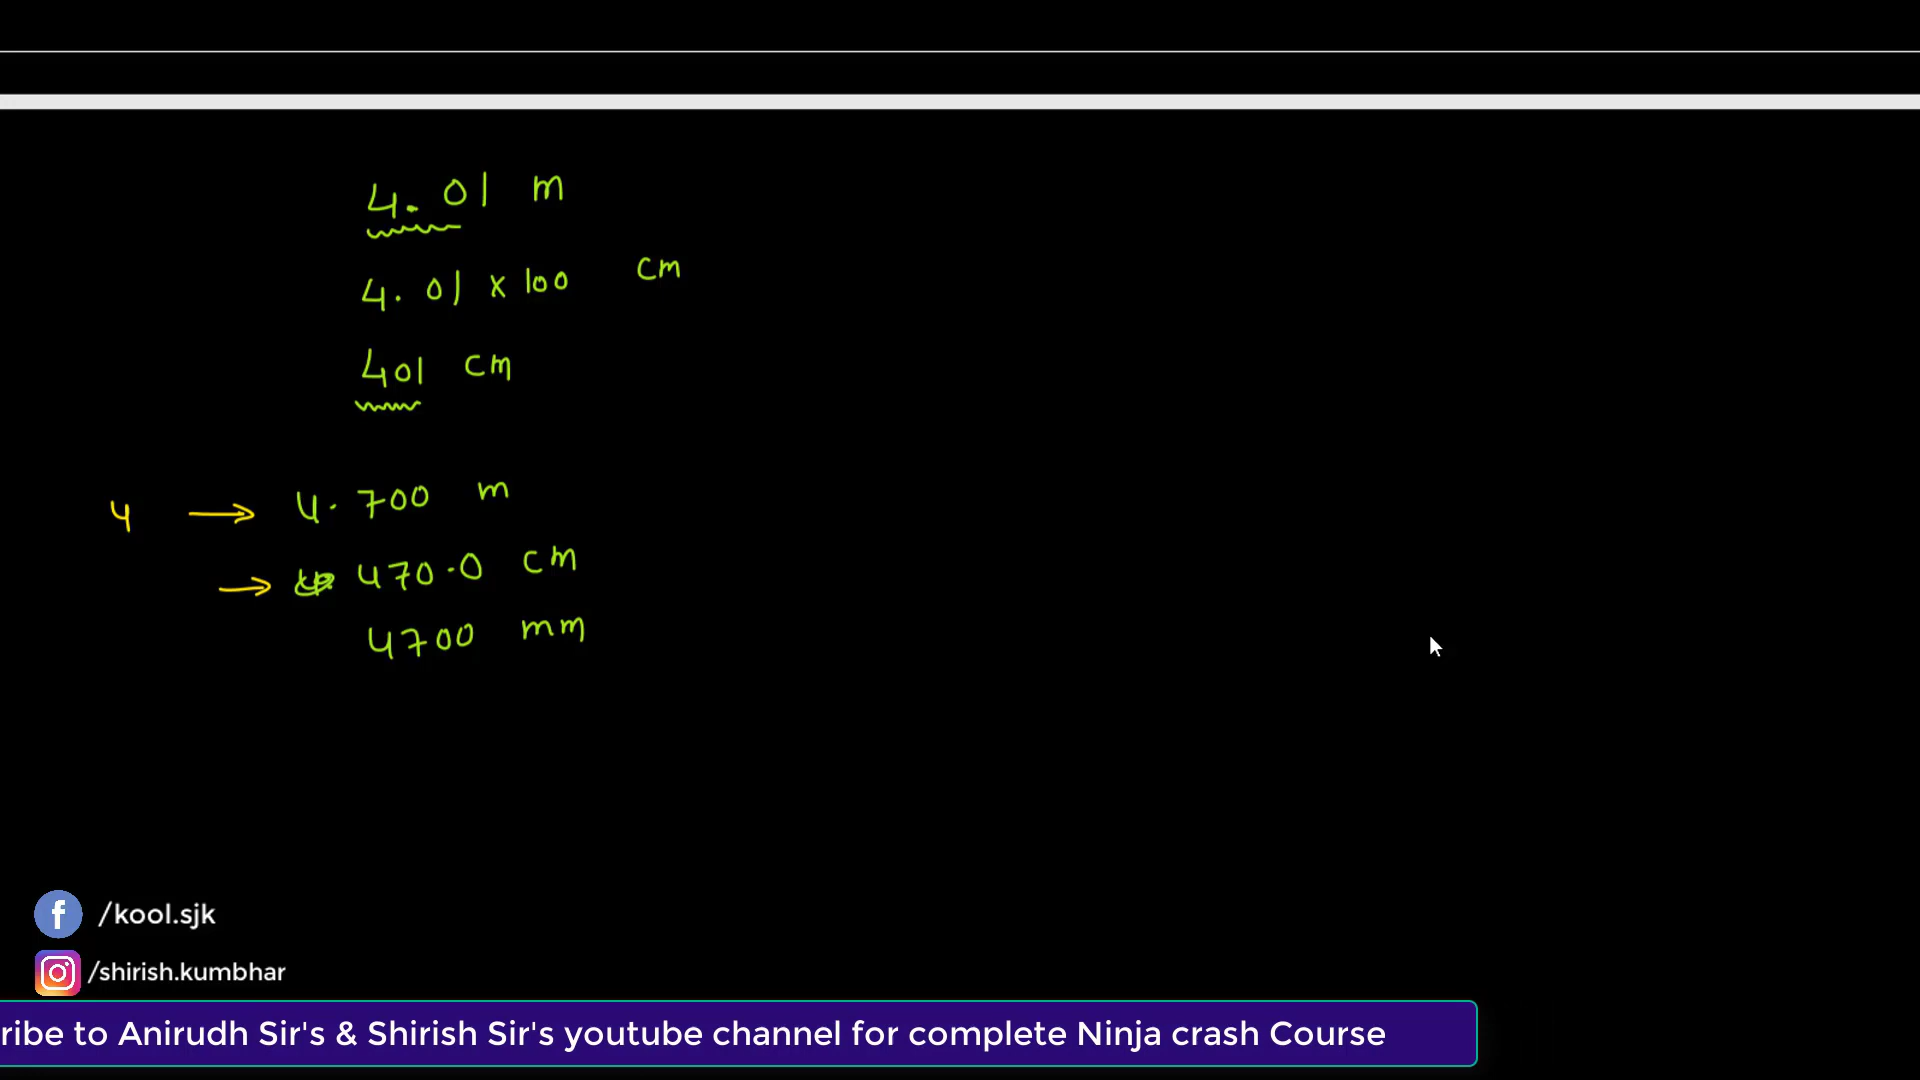 4.01 m
4.01 x 100 cm
401 cm
4 → 4.700 m
→ 470.0 cm
4700 mm
/kool.sjk
/shirish.kumbhar
ribe to Anirudh Sir's & Shirish Sir's youtube channel for complete Ninja crash Course